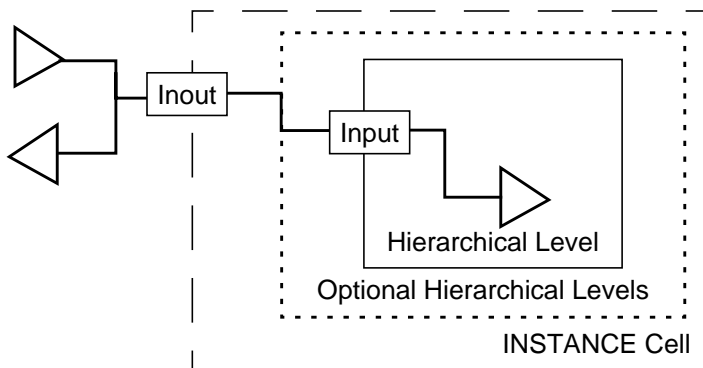 Inout
Input
Hierarchical Level
Optional Hierarchical Levels
INSTANCE Cell